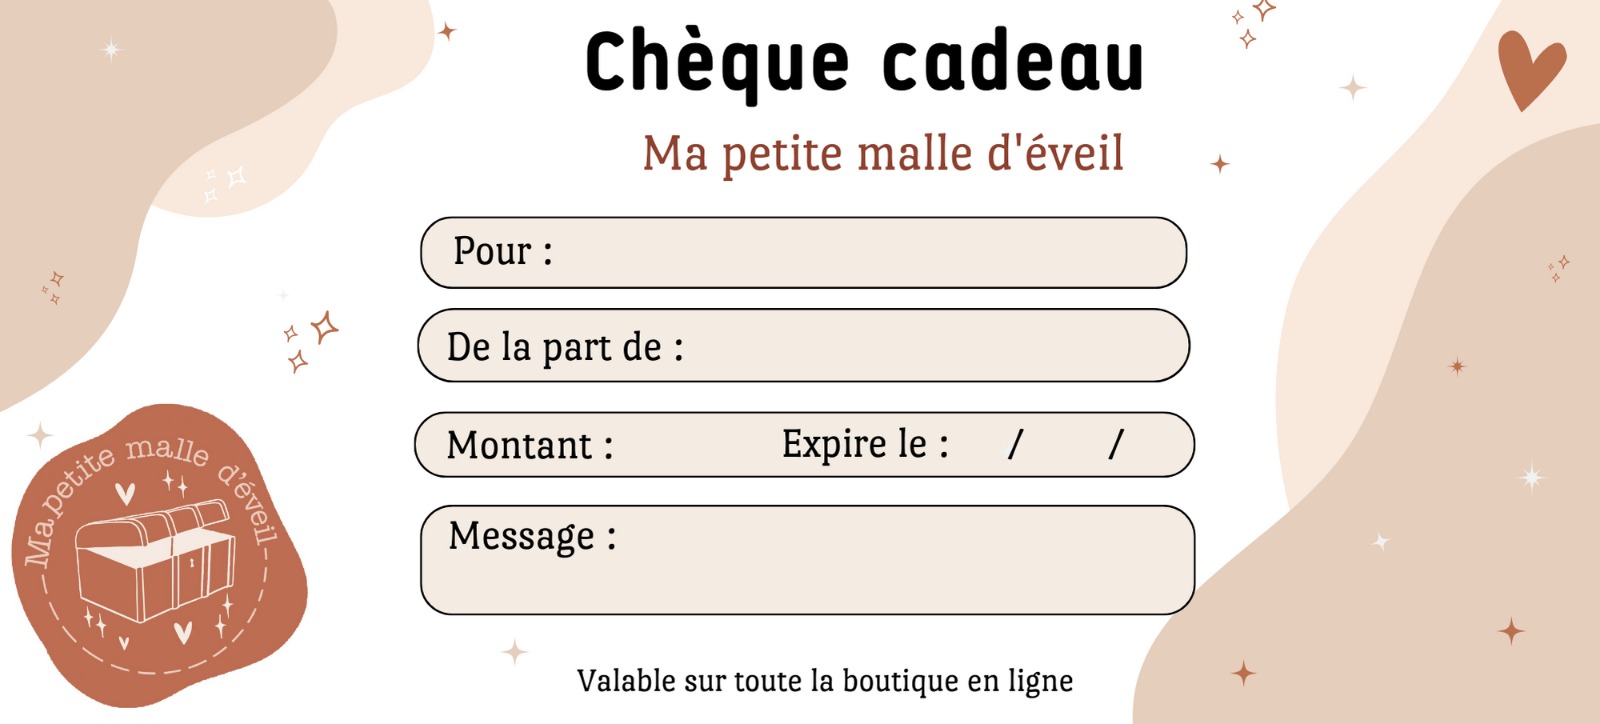 Chèque cadeau
Ma petite malle d'éveil
Pour :
De la part de :
Montant : Expire le : / /
Message :
Ma petite malle d'éveil
Valable sur toute la boutique en ligne